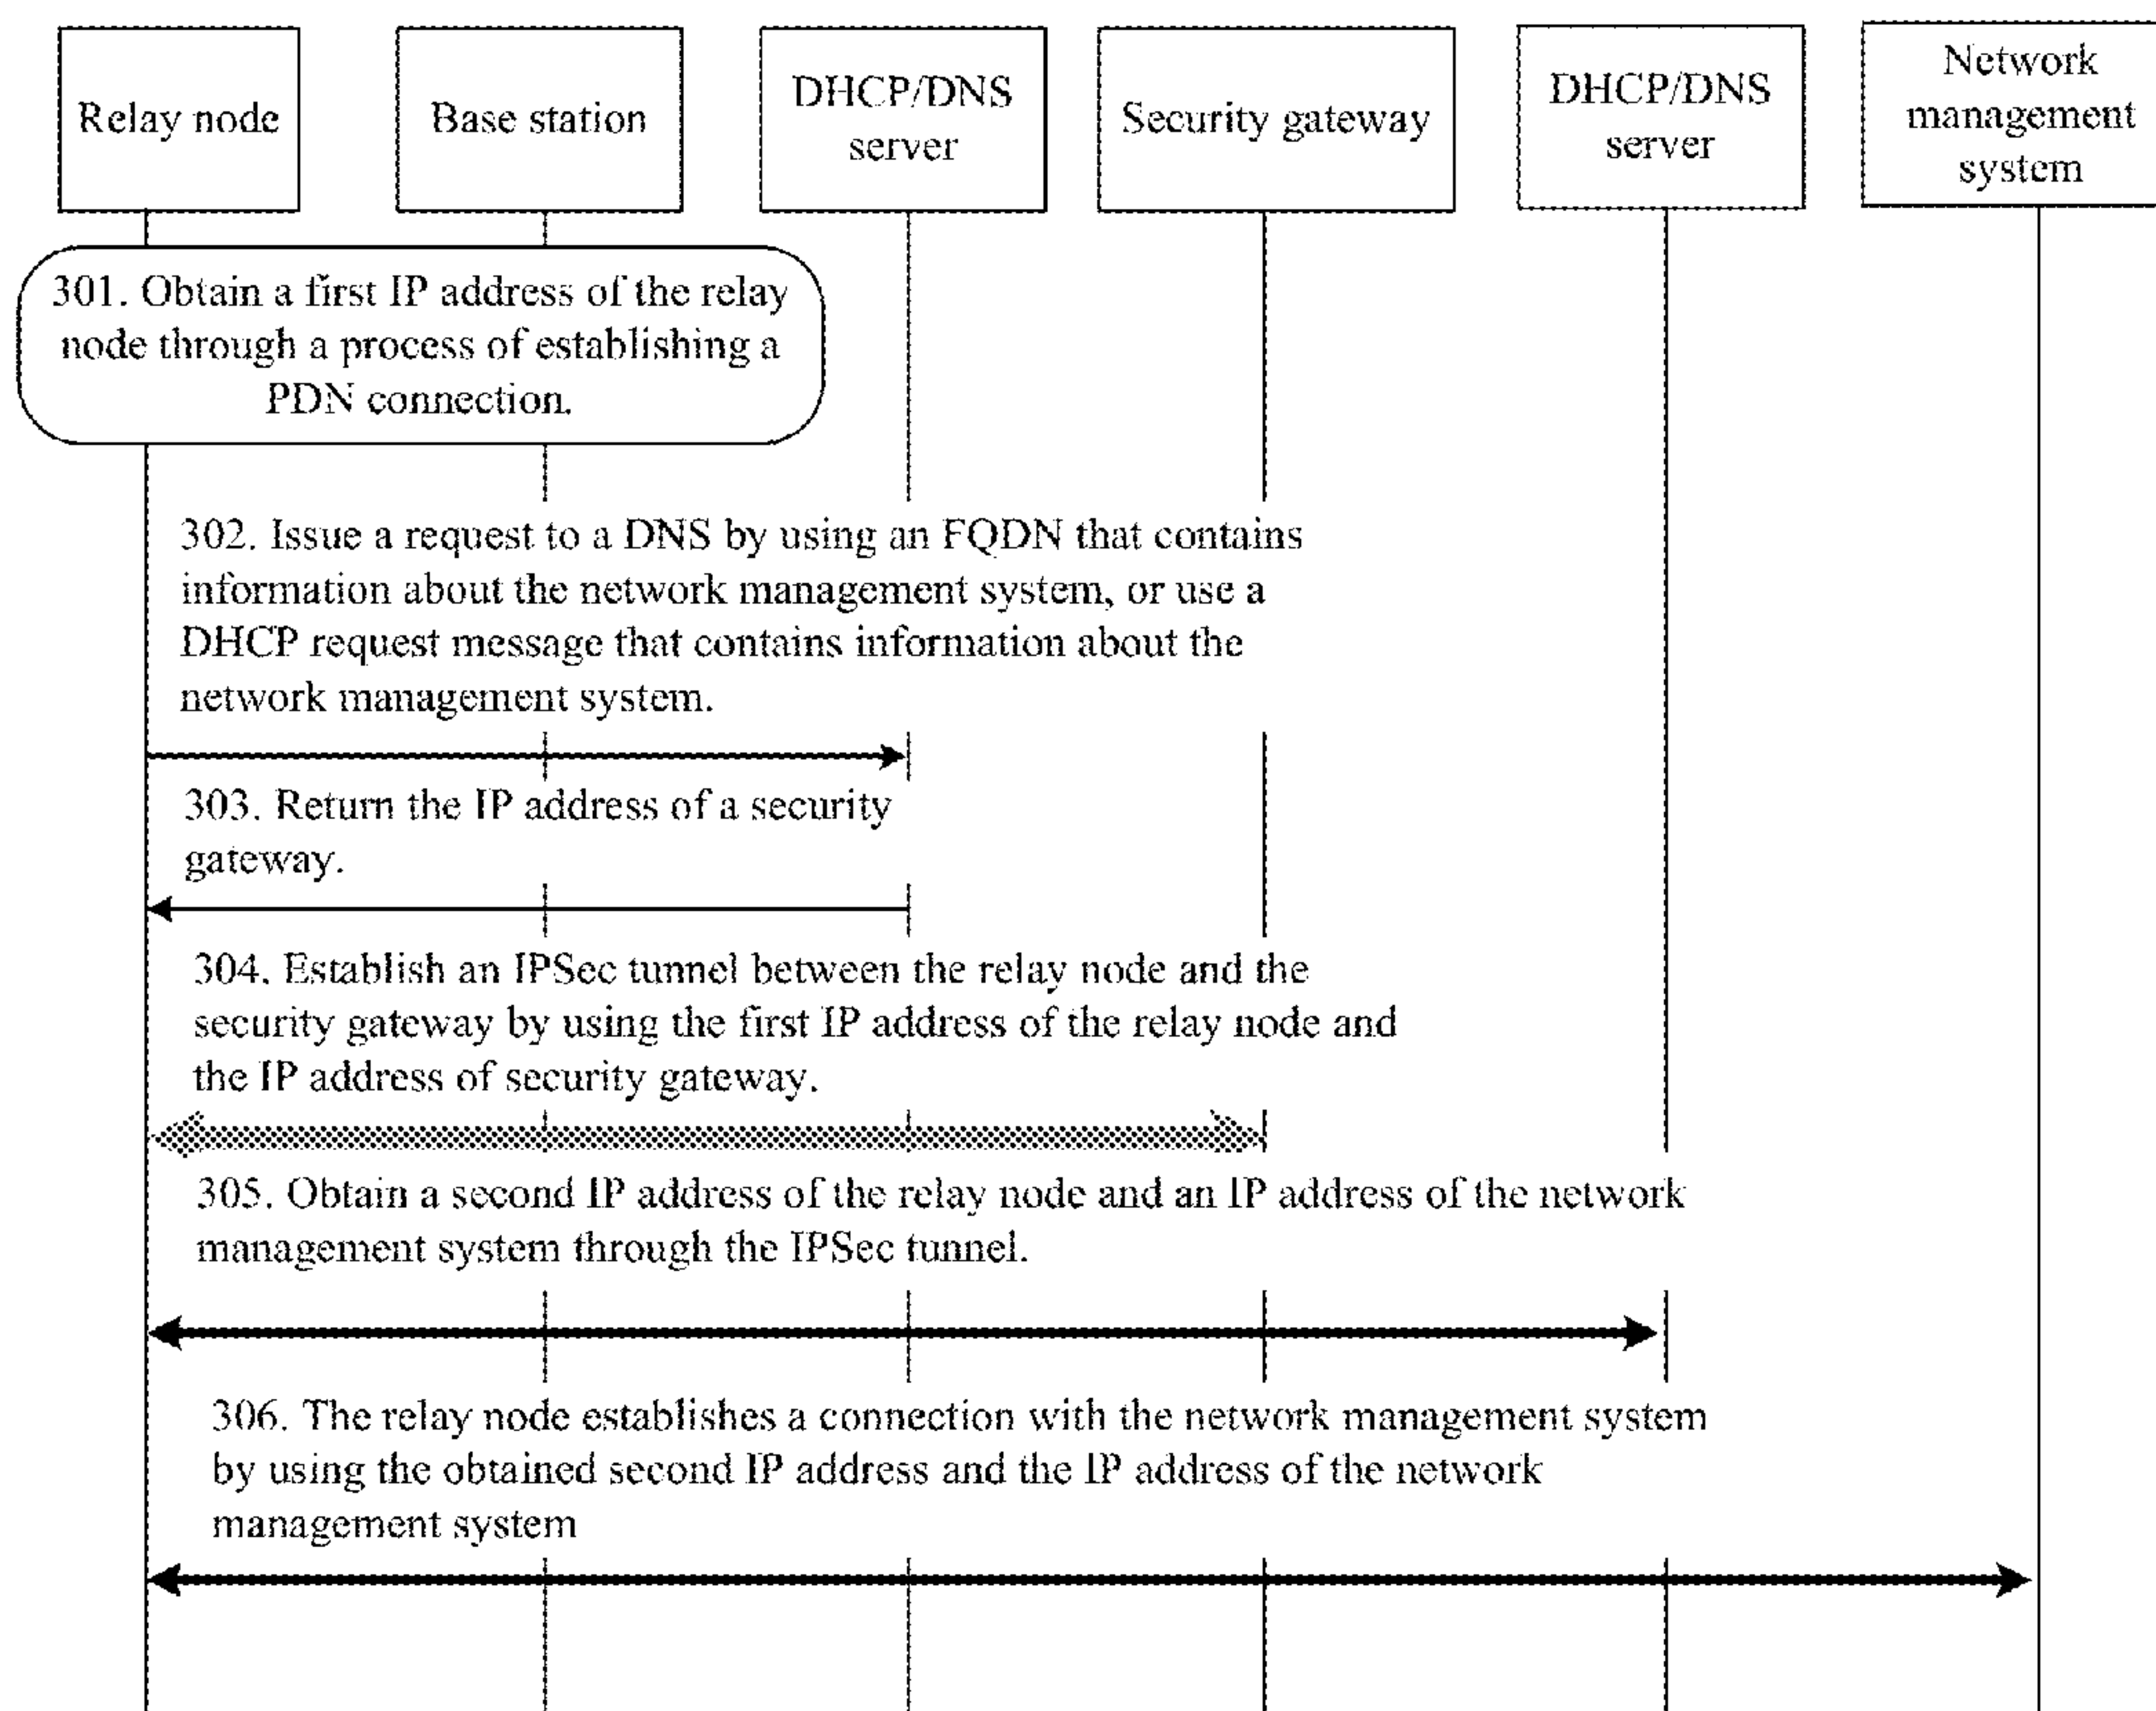 Relay node
Base station
DHCP/DNS
server
Security gateway
DHCP/DNS
server
Network
management
system
301. Obtain a first IP address of the relay
node through a process of establishing a
PDN connection.
302. Issue a request to a DNS by using an FQDN that contains
information about the network management system, or use a
DHCP request message that contains information about the
network management system.
303. Return the IP address of a security
gateway.
304. Establish an IPSec tunnel between the relay node and the
security gateway by using the first IP address of the relay node and
the IP address of security gateway.
305. Obtain a second IP address of the relay node and an IP address of the network
management system through the IPSec tunnel.
306. The relay node establishes a connection with the network management system
by using the obtained second IP address and the IP address of the network
management system